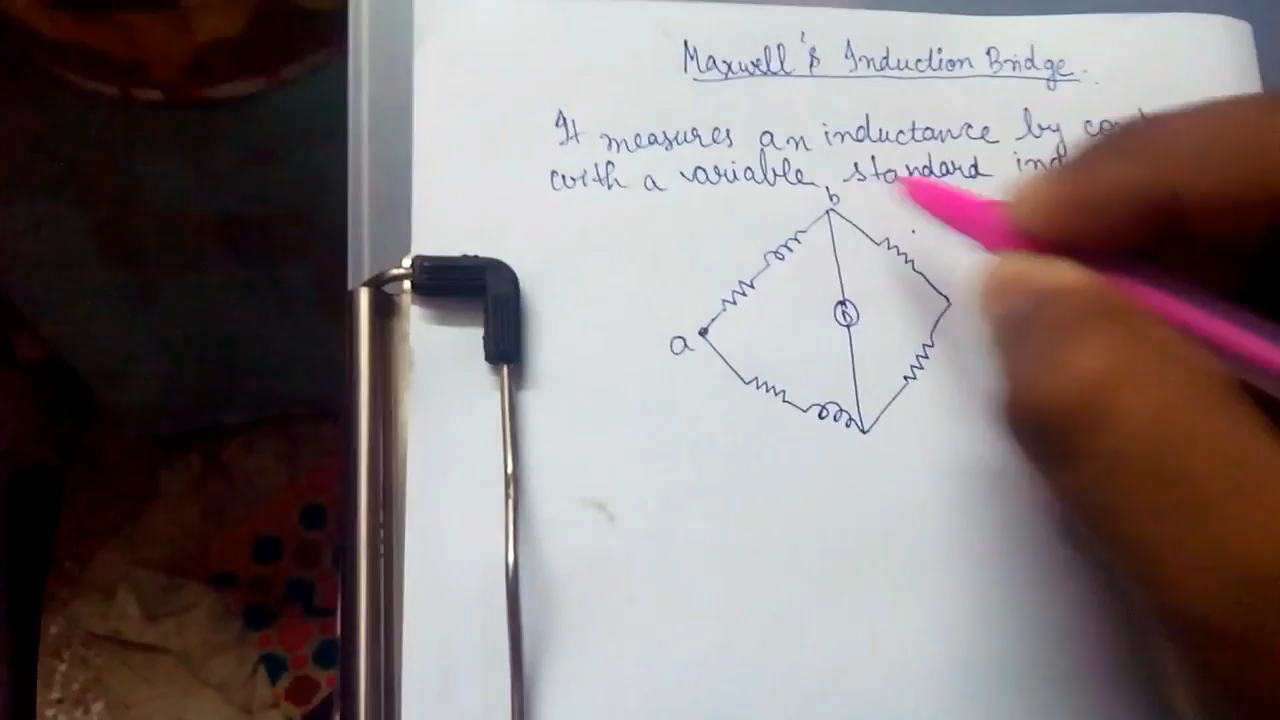 Maxwell's Induction Bridge.
It measures an inductance by
with a variable standard
b
a